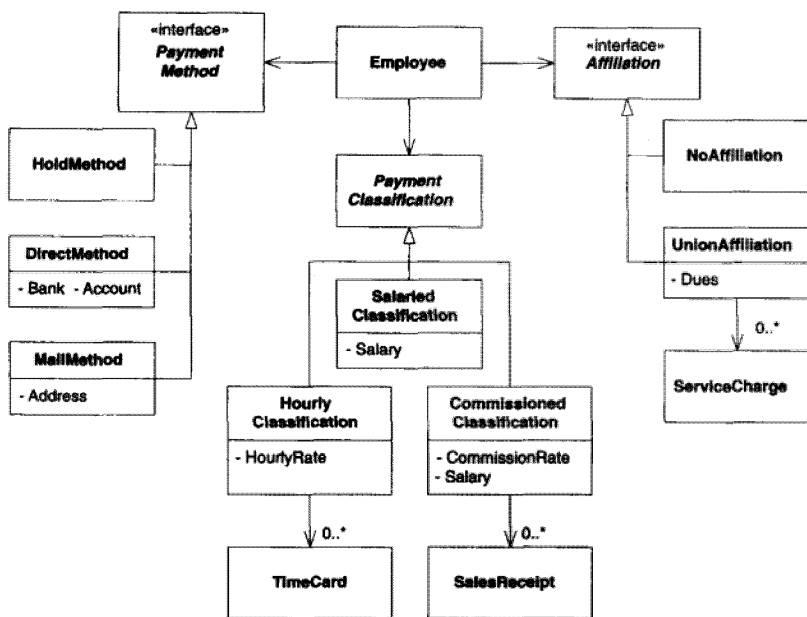 «interface»
Payment
Method
Employee
«interface»
Affiliation
HoldMethod
NoAffiliation
Payment
Classification
DirectMethod
- Bank - Account
UnionAffiliation
- Dues
Salaried
Classification
- Salary
MailMethod
- Address
0..*
ServiceCharge
Hourly
Classification
- HourlyRate
Commissioned
Classification
- CommissionRate
- Salary
0..*
0..*
TimeCard
SalesReceipt